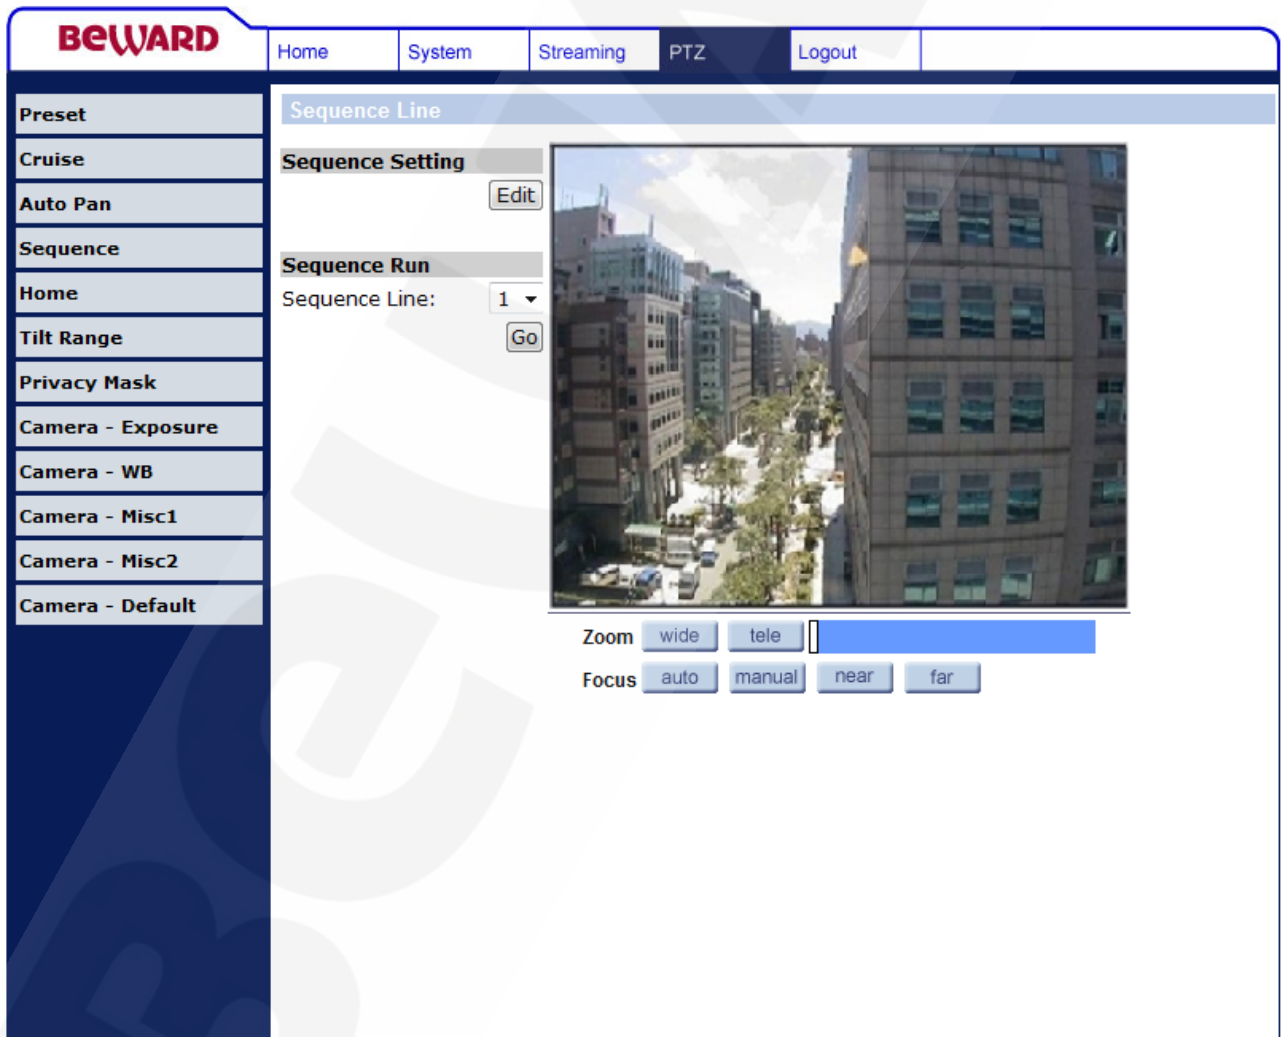 BEWARD
Home System Streaming PTZ Logout
Preset
Cruise
Auto Pan
Sequence
Home
Tilt Range
Privacy Mask
Camera - Exposure
Camera - WB
Camera - Misc1
Camera - Misc2
Camera - Default
Sequence Line
Sequence Setting
Edit
Sequence Run
Sequence Line: 1
Go
Zoom wide tele
Focus auto manual near far